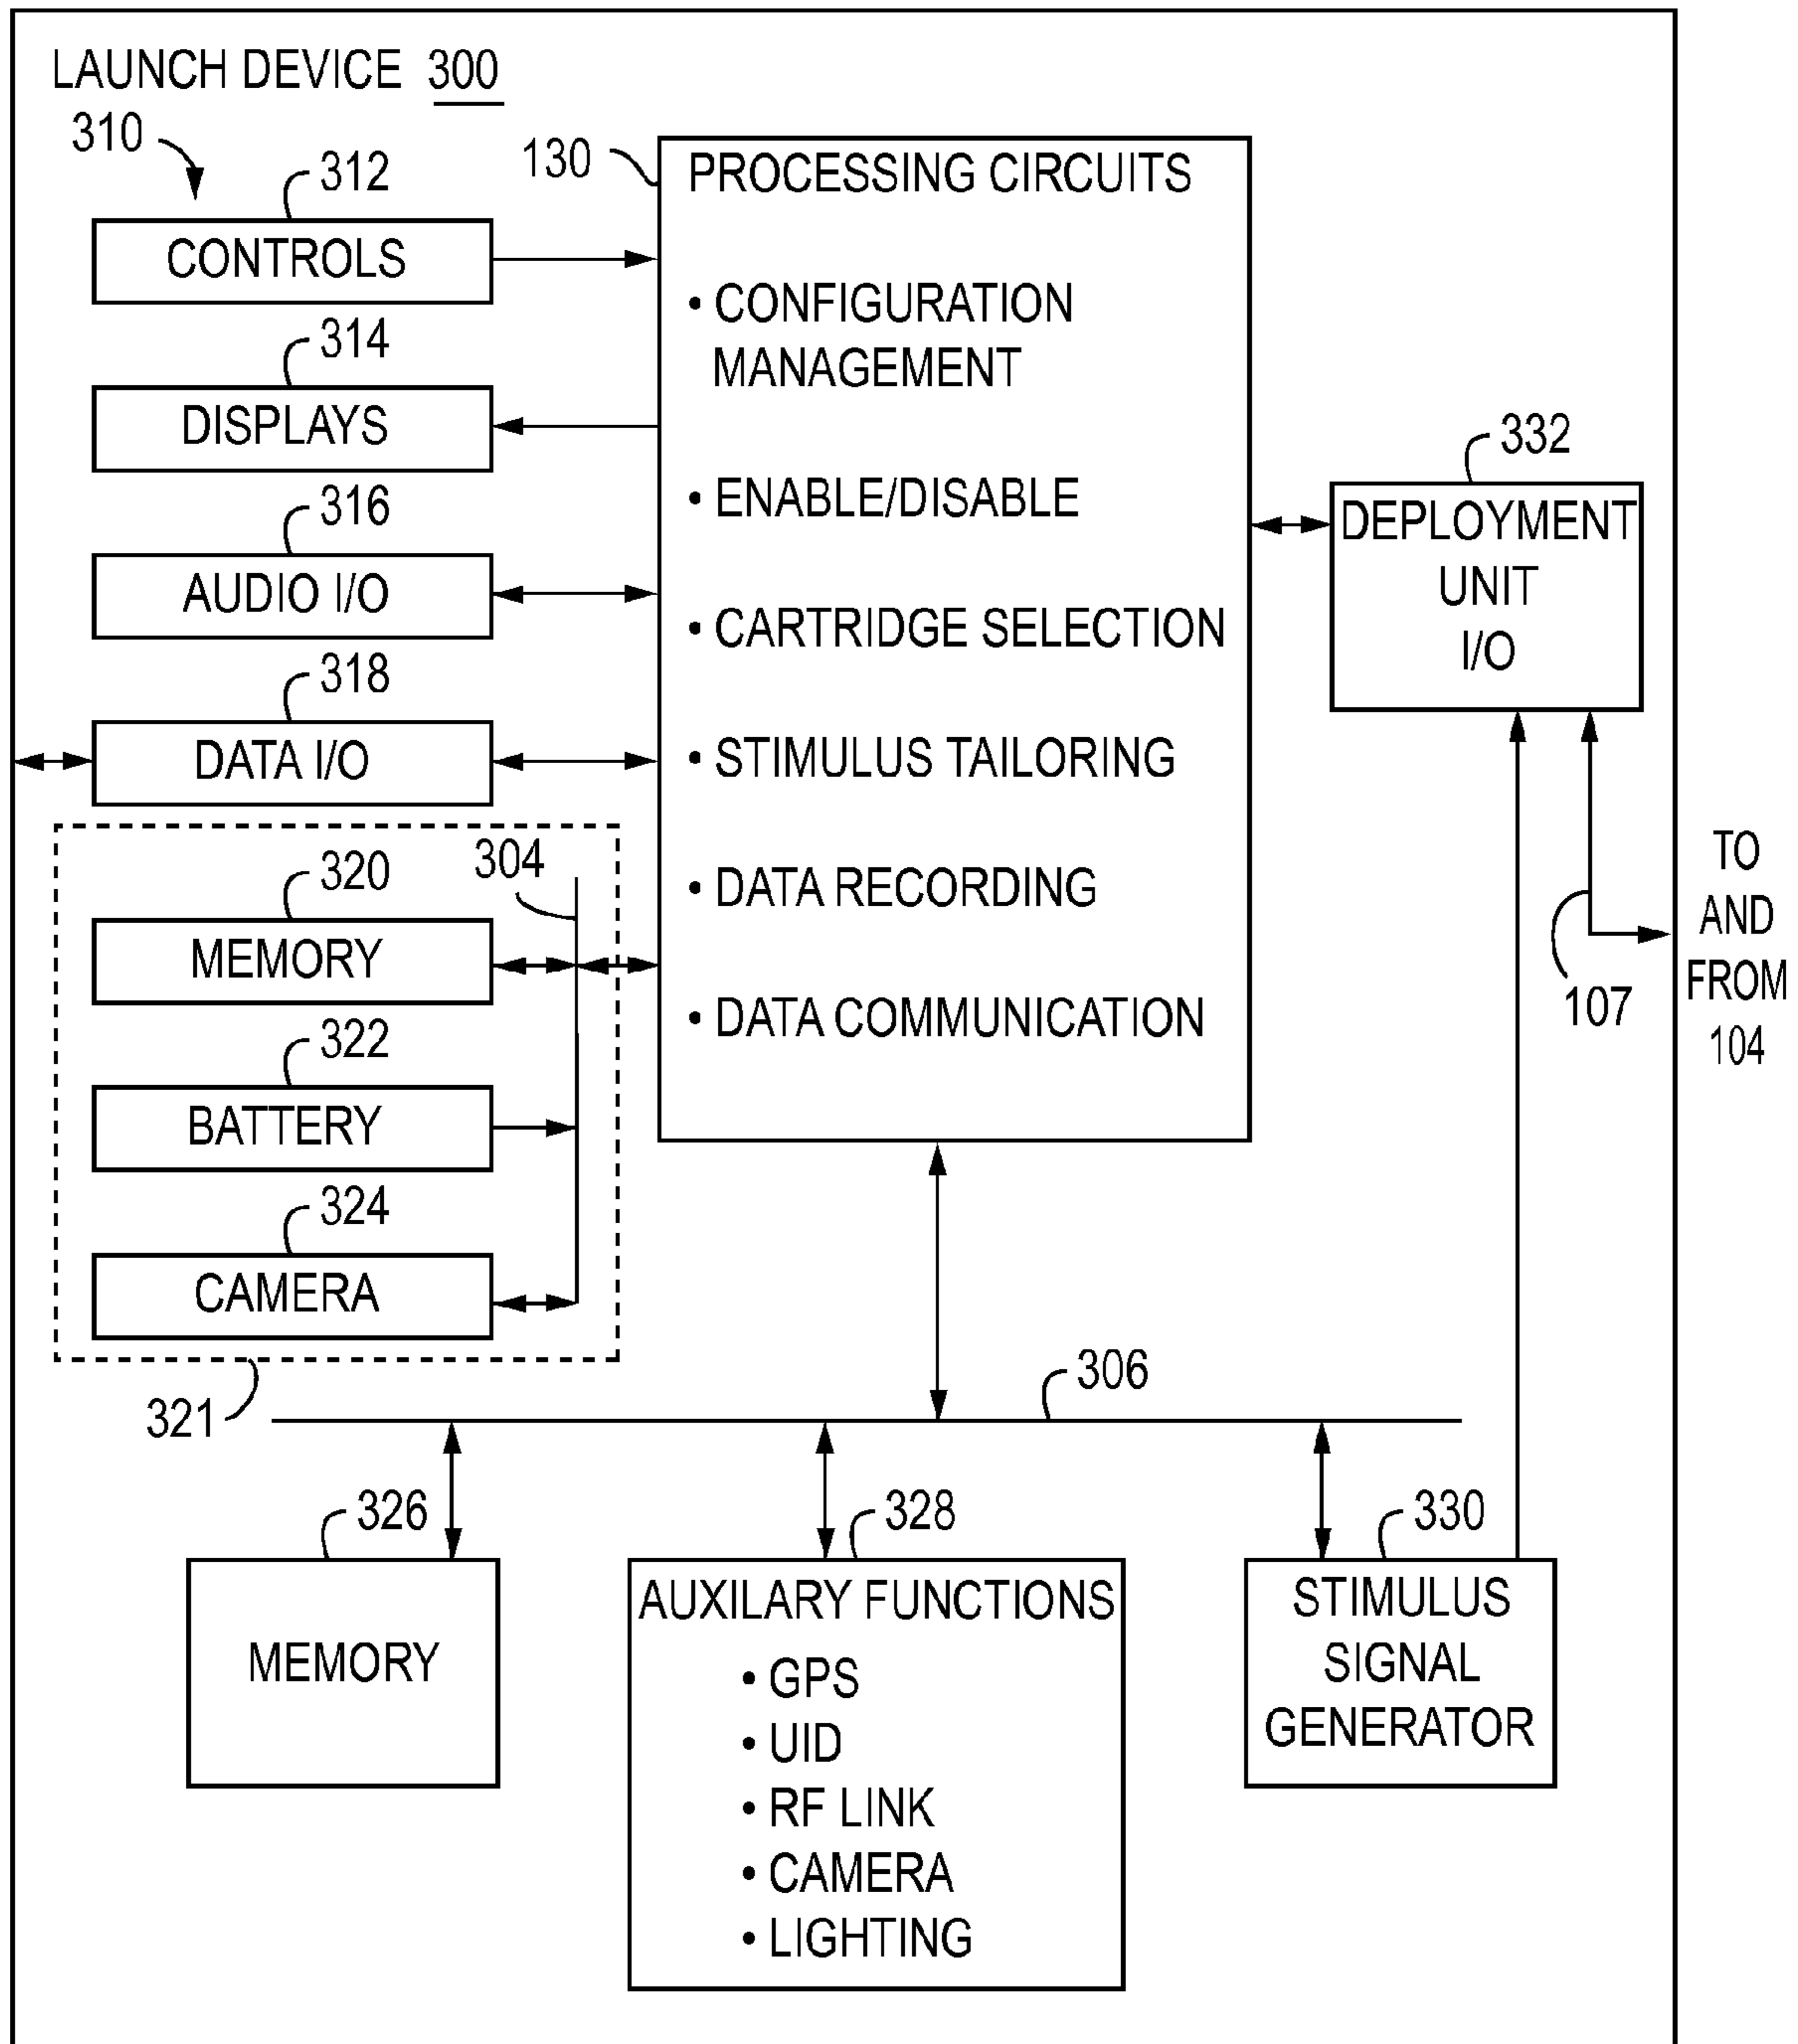 LAUNCH DEVICE 300
310
312
CONTROLS
314
DISPLAYS
316
AUDIO I/O
318
DATA I/O
304
320
MEMORY
322
BATTERY
324
CAMERA
321
130
PROCESSING CIRCUITS
• CONFIGURATION
MANAGEMENT
• ENABLE/DISABLE
• CARTRIDGE SELECTION
• STIMULUS TAILORING
• DATA RECORDING
• DATA COMMUNICATION
332
DEPLOYMENT
UNIT
I/O
107
TO
AND
FROM
104
306
326
MEMORY
328
AUXILARY FUNCTIONS
• GPS
• UID
• RF LINK
• CAMERA
• LIGHTING
330
STIMULUS
SIGNAL
GENERATOR